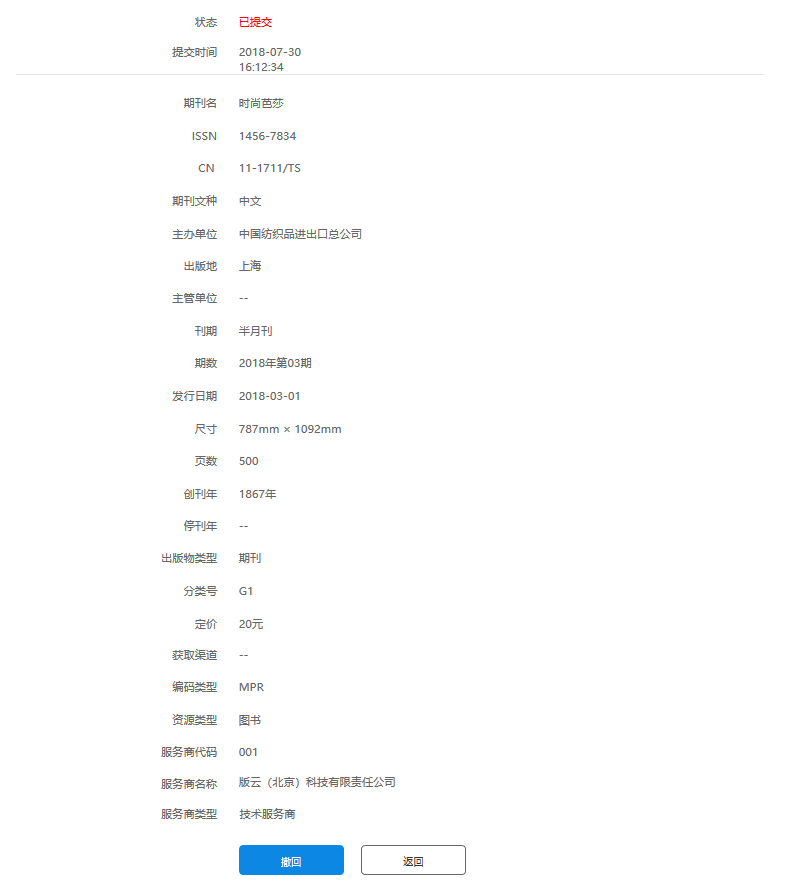 状态 已提交
提交时间 2018-07-30
16:12:34
期刊名 时尚芭莎
ISSN 1456-7834
CN 11-1711/TS
期刊文种 中文
主办单位 中国纺织品进出口总公司
出版地 上海
主管单位 --
刊期 半月刊
期数 2018年第03期
发行日期 2018-03-01
尺寸 787mm × 1092mm
页数 500
创刊年 1867年
停刊年 --
出版物类型 期刊
分类号 G1
定价 20元
获取渠道 --
编码类型 MPR
资源类型 图书
服务商代码 001
服务商名称 版云（北京）科技有限责任公司
服务商类型 技术服务商
撤回 返回